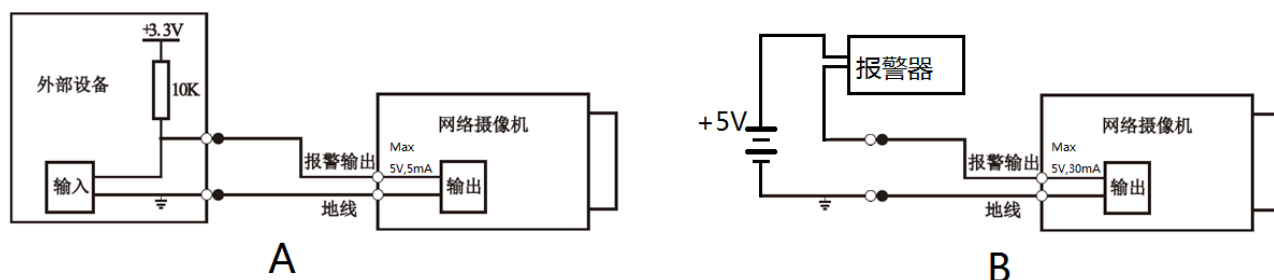 +3.3V
外部设备
10K
输入
报警输出
地线
网络摄像机
Max
5V,5mA
输出
A
+5V
报警器
报警输出
地线
网络摄像机
Max
5V,30mA
输出
B